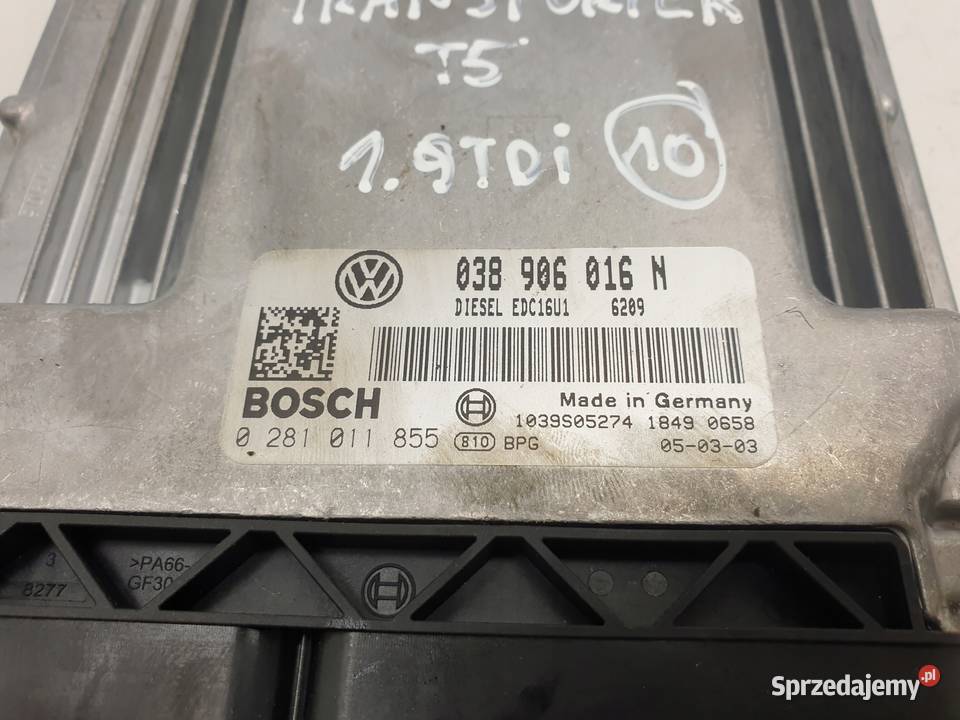 TRANSPORTER
T5
1.9TDi 10
038 906 016 N
DIESEL EDC16U1 6209
BOSCH
Made in Germany
1039S05274 1849 0658
0 281 011 855 810 BPG 05-03-03
3
8277
>PA66-
GF30
Sprzedajemy.pl